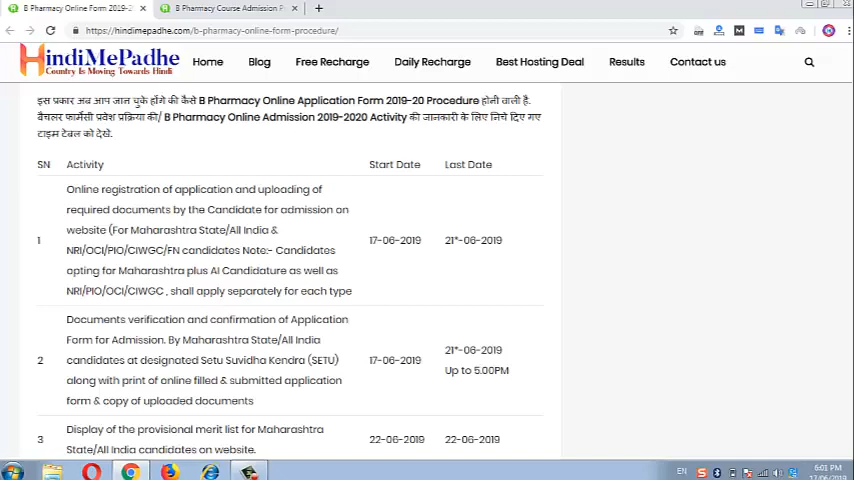 B Pharmacy Online Form 2019-2
B Pharmacy Course Admission P
https://hindimepadhe.com/b-pharmacy-online-form-procedure/
HindiMePadhe
Country Is Moving Towards Hindi
Home Blog Free Recharge Daily Recharge Best Hosting Deal Results Contact us
इस प्रकार अब आप जान चुके होंगे की कैसे B Pharmacy Online Application Form 2019-20 Procedure होनी वाली है.
बैचलर फार्मेसी प्रवेश प्रक्रिया की/ B Pharmacy Online Admission 2019-2020 Activity की जानकारी के लिए निचे दिए गए
टाइम टेबल को देखे.
SN Activity Start Date Last Date
Online registration of application and uploading of
required documents by the Candidate for admission on
website (For Maharashtra State/All India &
1 NRI/OCI/PIO/CIWGC/FN candidates Note:- Candidates 17-06-2019 21*-06-2019
opting for Maharashtra plus AI Candidature as well as
NRI/PIO/OCI/CIWGC , shall apply separately for each type
Documents verification and confirmation of Application
Form for Admission. By Maharashtra State/All India
2 candidates at designated Setu Suvidha Kendra (SETU) 17-06-2019 21*-06-2019
Up to 5.00PM
along with print of online filled & submitted application
form & copy of uploaded documents
3 Display of the provisional merit list for Maharashtra 22-06-2019 22-06-2019
State/All India candidates on website.
EN
6:01 PM
17/06/2019